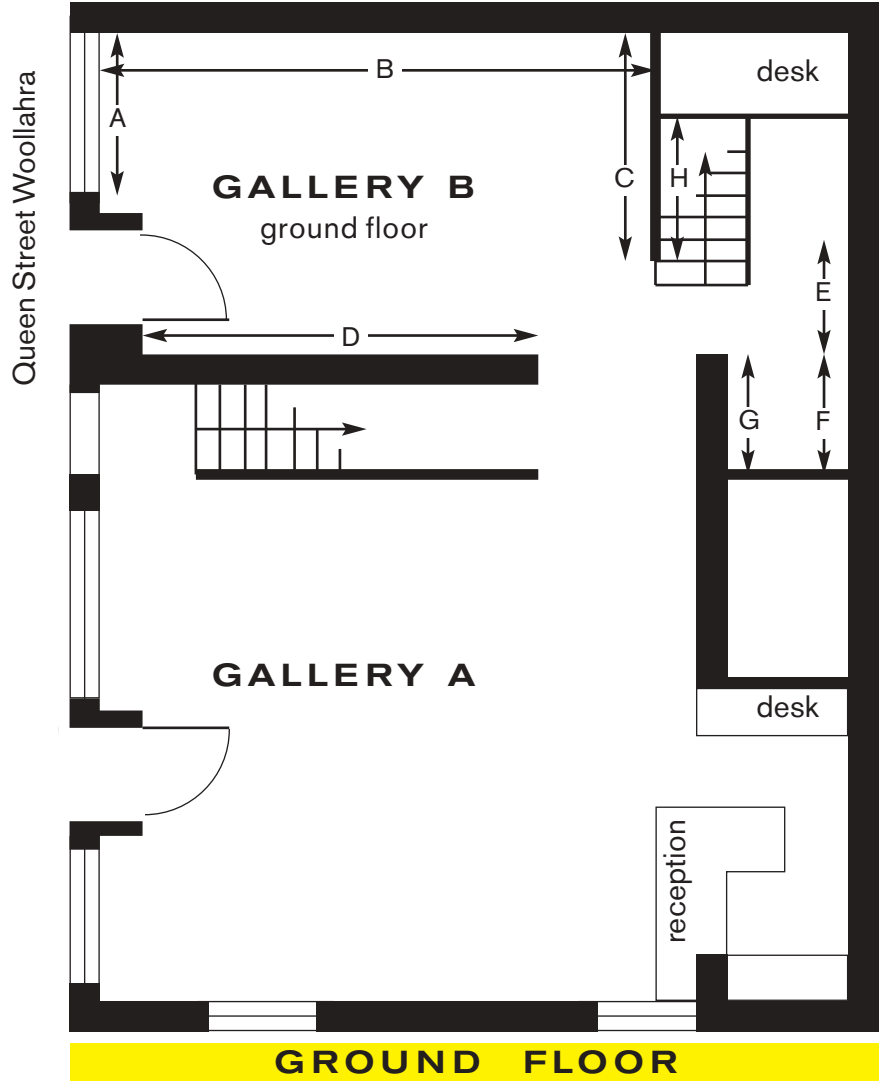 Queen Street Woollahra
B
desk
A
GALLERY B
ground floor
C
H
E
D
G
F
GALLERY A
desk
reception
GROUND FLOOR